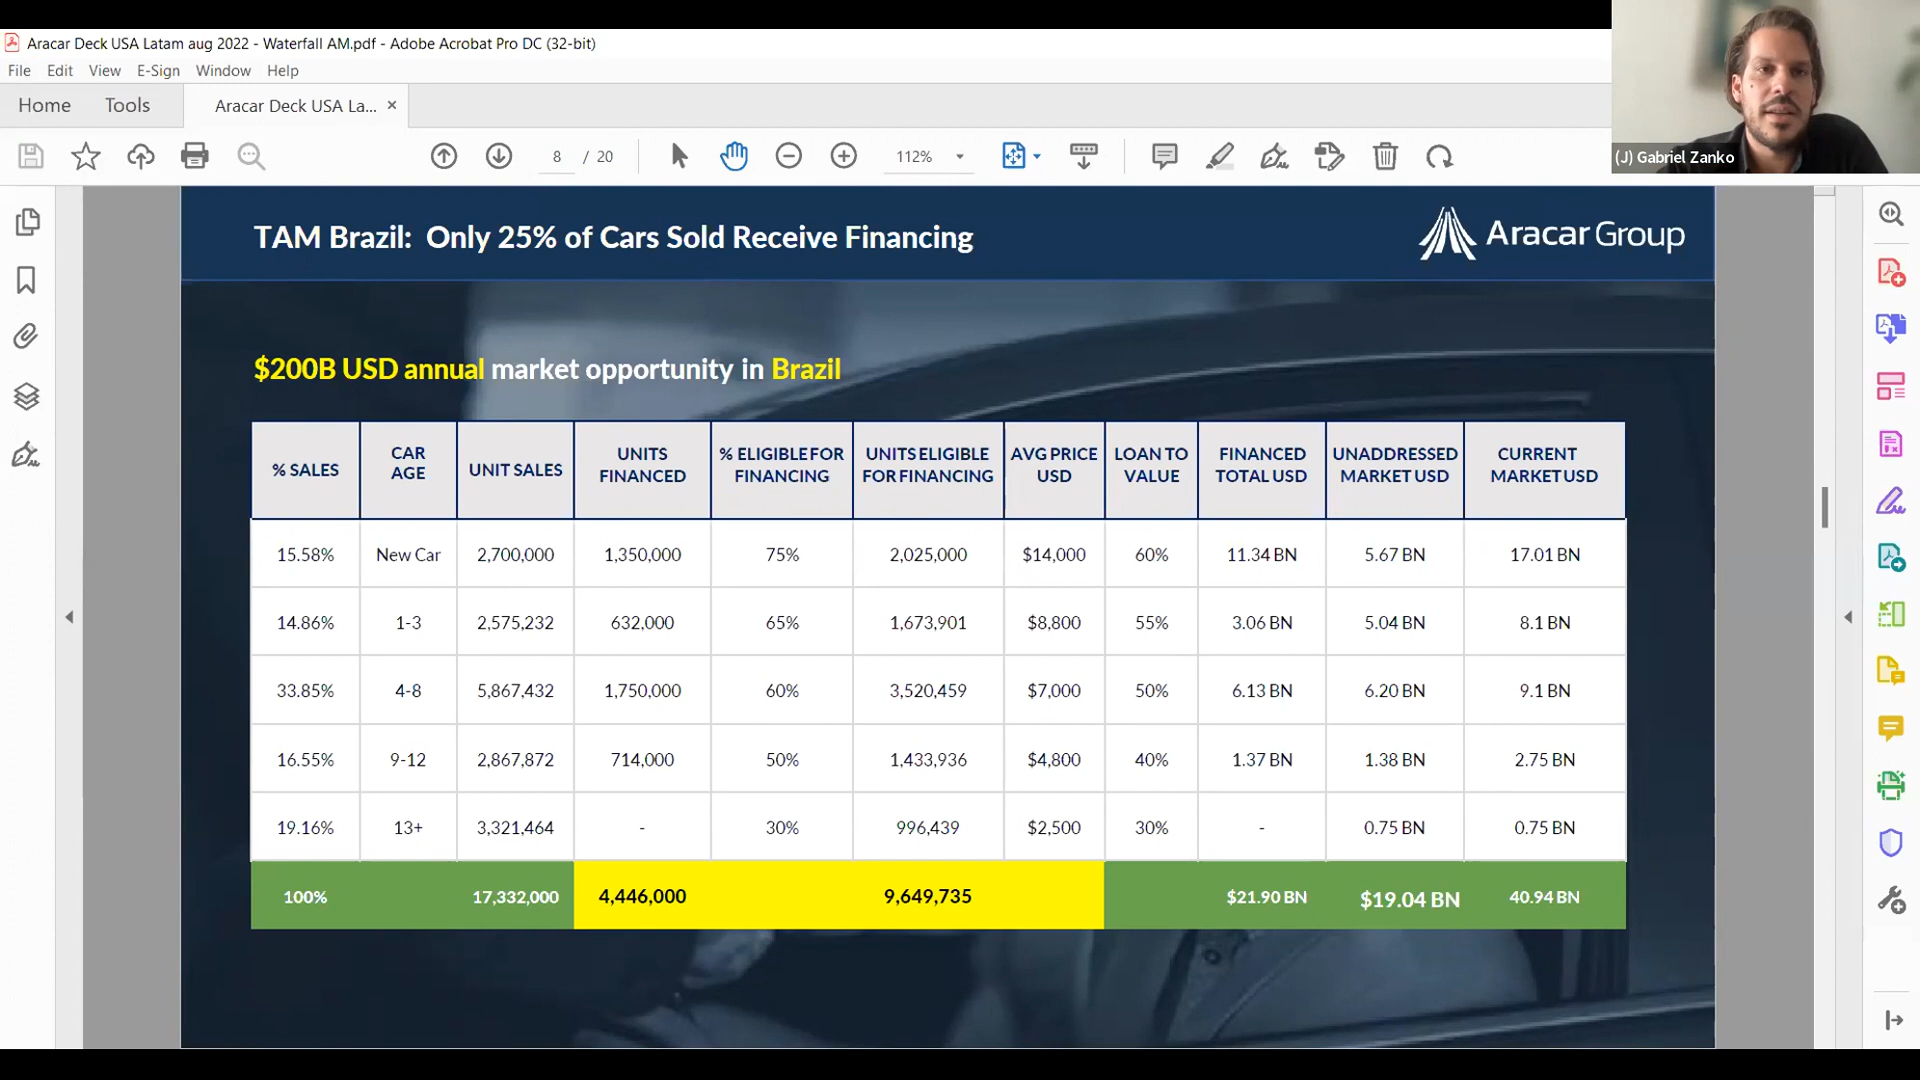 Aracar Deck USA Latam aug 2022 - Waterfall AM.pdf - Adobe Acrobat Pro DC (32-bit)
File Edit View E-Sign Window Help
Home Tools Aracar Deck USA La... ×
8 / 20 112%
(J) Gabriel Zanko
TAM Brazil: Only 25% of Cars Sold Receive Financing
Aracar Group
$200B USD annual market opportunity in Brazil
% SALES CAR AGE UNIT SALES UNITS FINANCED % ELIGIBLE FOR FINANCING UNITS ELIGIBLE FOR FINANCING AVG PRICE USD LOAN TO VALUE FINANCED TOTAL USD UNADDRESSED MARKET USD CURRENT MARKET USD
15.58% New Car 2,700,000 1,350,000 75% 2,025,000 $14,000 60% 11.34 BN 5.67 BN 17.01 BN
14.86% 1-3 2,575,232 632,000 65% 1,673,901 $8,800 55% 3.06 BN 5.04 BN 8.1 BN
33.85% 4-8 5,867,432 1,750,000 60% 3,520,459 $7,000 50% 6.13 BN 6.20 BN 9.1 BN
16.55% 9-12 2,867,872 714,000 50% 1,433,936 $4,800 40% 1.37 BN 1.38 BN 2.75 BN
19.16% 13+ 3,321,464 - 30% 996,439 $2,500 30% - 0.75 BN 0.75 BN
100% 17,332,000 4,446,000 9,649,735 $21.90 BN $19.04 BN 40.94 BN